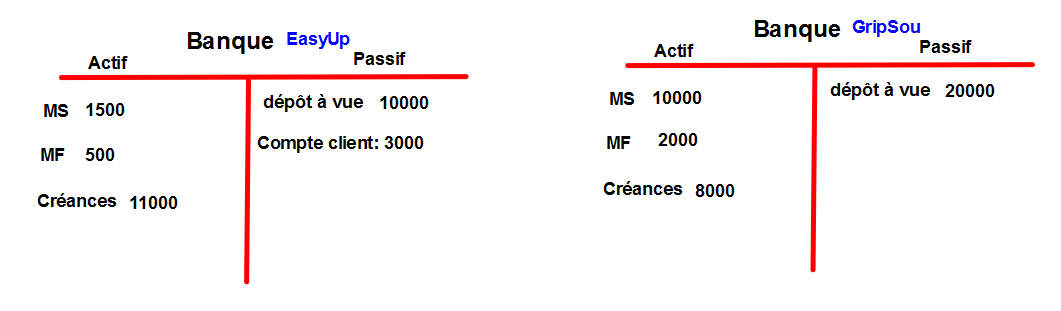 Banque EasyUp
Actif Passif
MS 1500 dépôt à vue 10000
MF 500 Compte client: 3000
Créances 11000
Banque GripSou
Actif Passif
MS 10000 dépôt à vue 20000
MF 2000
Créances 8000